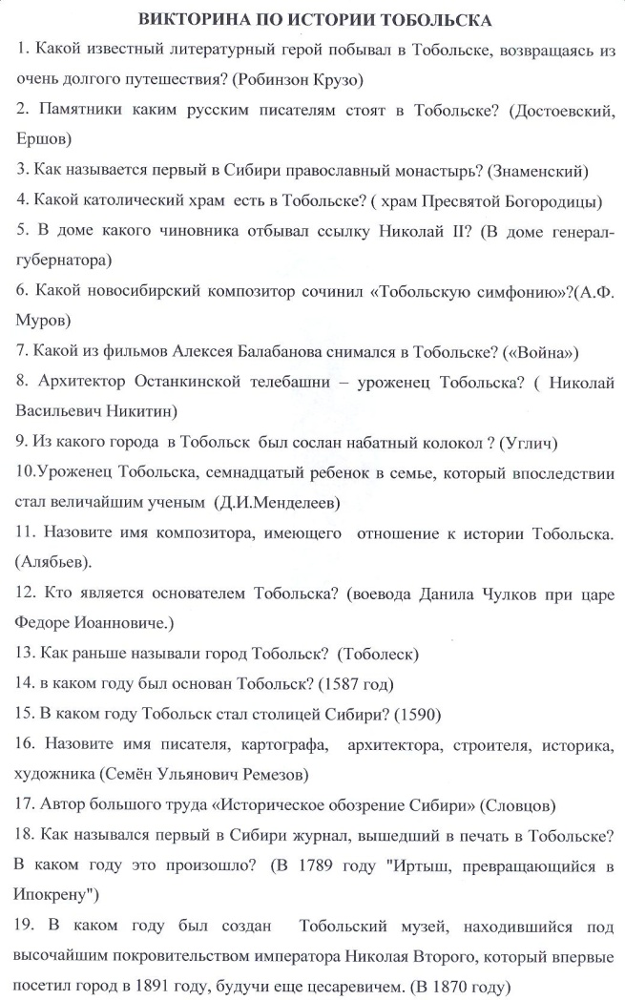 ВИКТОРИНА ПО ИСТОРИИ ТОБОЛЬСКА
1. Какой известный литературный герой побывал в Тобольске, возвращаясь из
очень долгого путешествия? (Робинзон Крузо)
2. Памятники каким русским писателям стоят в Тобольске? (Достоевский,
Ершов)
3. Как называется первый в Сибири православный монастырь? (Знаменский)
4. Какой католический храм есть в Тобольске? ( храм Пресвятой Богородицы)
5. В доме какого чиновника отбывал ссылку Николай II? (В доме генерал-
губернатора)
6. Какой новосибирский композитор сочинил «Тобольскую симфонию»?(А.Ф.
Муров)
7. Какой из фильмов Алексея Балабанова снимался в Тобольске? («Война»)
8. Архитектор Останкинской телебашни – уроженец Тобольска? ( Николай
Васильевич Никитин)
9. Из какого города в Тобольск был сослан набатный колокол ? (Углич)
10.Уроженец Тобольска, семнадцатый ребенок в семье, который впоследствии
стал величайшим ученым (Д.И.Менделеев)
11. Назовите имя композитора, имеющего отношение к истории Тобольска.
(Алябьев).
12. Кто является основателем Тобольска? (воевода Данила Чулков при царе
Федоре Иоанновиче.)
13. Как раньше называли город Тобольск? (Тоболеск)
14. в каком году был основан Тобольск? (1587 год)
15. В каком году Тобольск стал столицей Сибири? (1590)
16. Назовите имя писателя, картографа, архитектора, строителя, историка,
художника (Семён Ульянович Ремезов)
17. Автор большого труда «Историческое обозрение Сибири» (Словцов)
18. Как назывался первый в Сибири журнал, вышедший в печать в Тобольске?
В каком году это произошло? (В 1789 году "Иртыш, превращающийся в
Ипокрену")
19. В каком году был создан Тобольский музей, находившийся под
высочайшим покровительством императора Николая Второго, который впервые
посетил город в 1891 году, будучи еще цесаревичем. (В 1870 году)